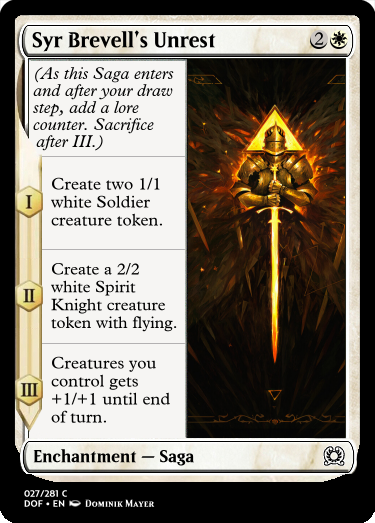 Syr Brevell's Unrest 2
(As this Saga enters
and after your draw
step, add a lore
counter. Sacrifice
after III.)
I
Create two 1/1
white Soldier
creature token.
II
Create a 2/2
white Spirit
Knight creature
token with flying.
III
Creatures you
control gets
+1/+1 until end
of turn.
Enchantment — Saga
027/281 C
DOF • EN Dominik Mayer